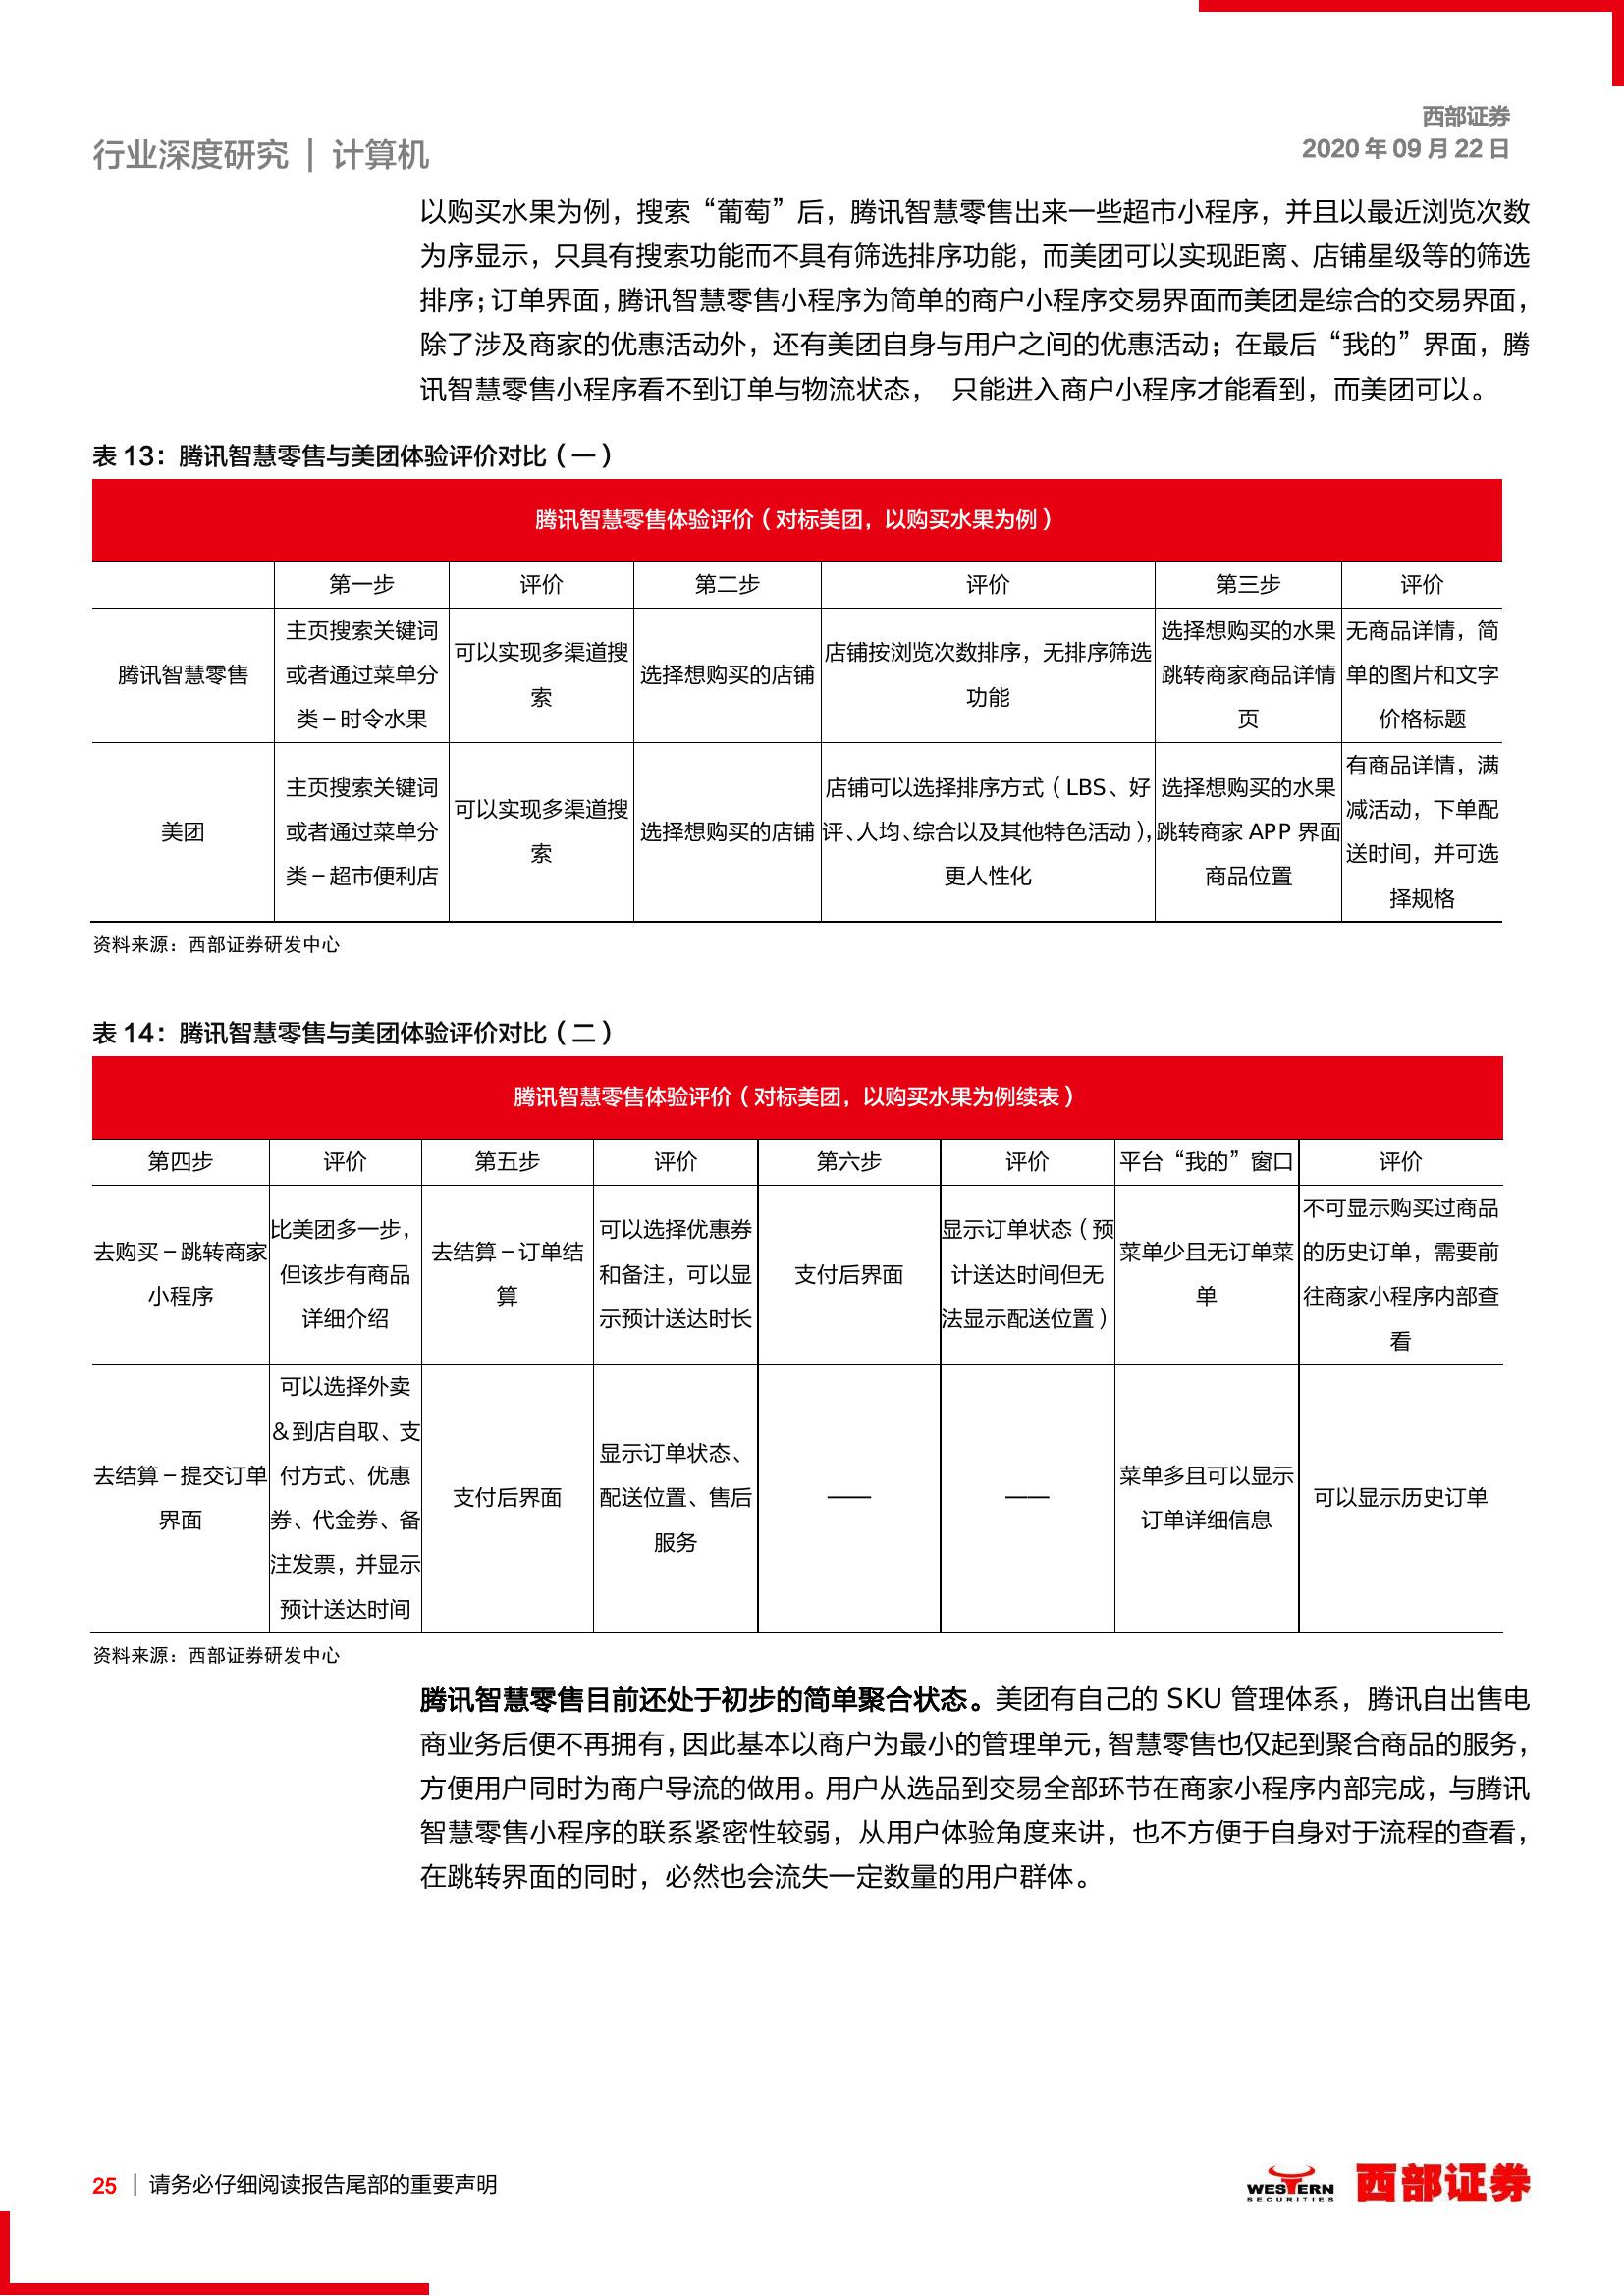 西部证券
行业深度研究 | 计算机
2020 年 09 月 22 日
以购买水果为例，搜索“葡萄”后，腾讯智慧零售出来一些超市小程序，并且以最近浏览次数
为序显示，只具有搜索功能而不具有筛选排序功能，而美团可以实现距离、店铺星级等的筛选
排序；订单界面，腾讯智慧零售小程序为简单的商户小程序交易界面而美团是综合的交易界面，
除了涉及商家的优惠活动外，还有美团自身与用户之间的优惠活动；在最后“我的”界面，腾
讯智慧零售小程序看不到订单与物流状态， 只能进入商户小程序才能看到，而美团可以。
表 13：腾讯智慧零售与美团体验评价对比（一）
腾讯智慧零售体验评价（对标美团，以购买水果为例）
第一步 评价 第二步 评价 第三步 评价
腾讯智慧零售
主页搜索关键词
或者通过菜单分
类–时令水果
可以实现多渠道搜
索
选择想购买的店铺
店铺按浏览次数排序，无排序筛选
功能
选择想购买的水果
跳转商家商品详情
页
无商品详情，简
单的图片和文字
价格标题
美团
主页搜索关键词
或者通过菜单分
类–超市便利店
可以实现多渠道搜
索
选择想购买的店铺
店铺可以选择排序方式（LBS、好
评、人均、综合以及其他特色活动），
更人性化
选择想购买的水果
跳转商家 APP 界面
商品位置
有商品详情，满
减活动，下单配
送时间，并可选
择规格
资料来源：西部证券研发中心
表 14：腾讯智慧零售与美团体验评价对比（二）
腾讯智慧零售体验评价（对标美团，以购买水果为例续表）
第四步 评价 第五步 评价 第六步 评价 平台“我的”窗口 评价
去购买–跳转商家
小程序
比美团多一步，
但该步有商品
详细介绍
去结算–订单结
算
可以选择优惠券
和备注，可以显
示预计送达时长
支付后界面
显示订单状态（预
计送达时间但无
法显示配送位置）
菜单少且无订单菜
单
不可显示购买过商品
的历史订单，需要前
往商家小程序内部查
看
去结算–提交订单
界面
可以选择外卖
&到店自取、支
付方式、优惠
券、代金券、备
注发票，并显示
预计送达时间
支付后界面
显示订单状态、
配送位置、售后
服务
——
——
菜单多且可以显示
订单详细信息
可以显示历史订单
资料来源：西部证券研发中心
腾讯智慧零售目前还处于初步的简单聚合状态。美团有自己的 SKU 管理体系，腾讯自出售电
商业务后便不再拥有，因此基本以商户为最小的管理单元，智慧零售也仅起到聚合商品的服务，
方便用户同时为商户导流的做用。用户从选品到交易全部环节在商家小程序内部完成，与腾讯
智慧零售小程序的联系紧密性较弱，从用户体验角度来讲，也不方便于自身对于流程的查看，
在跳转界面的同时，必然也会流失一定数量的用户群体。
25 | 请务必仔细阅读报告尾部的重要声明
WESTERN
SECURITIES
西部证券